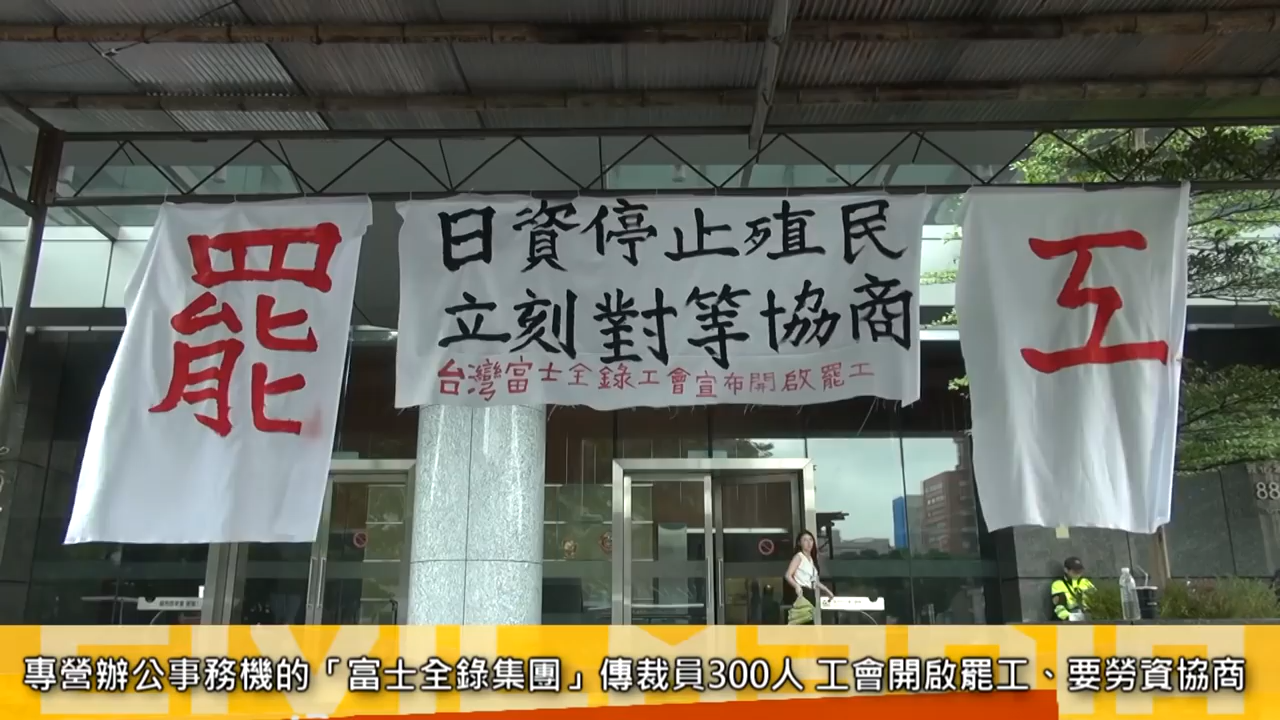 罷
日資停止殖民
立刻對等協商
台灣富士全錄工會宣布開啟罷工
工
88
專營辦公事務機的「富士全錄集團」傳裁員300人 工會開啟罷工、要勞資協商